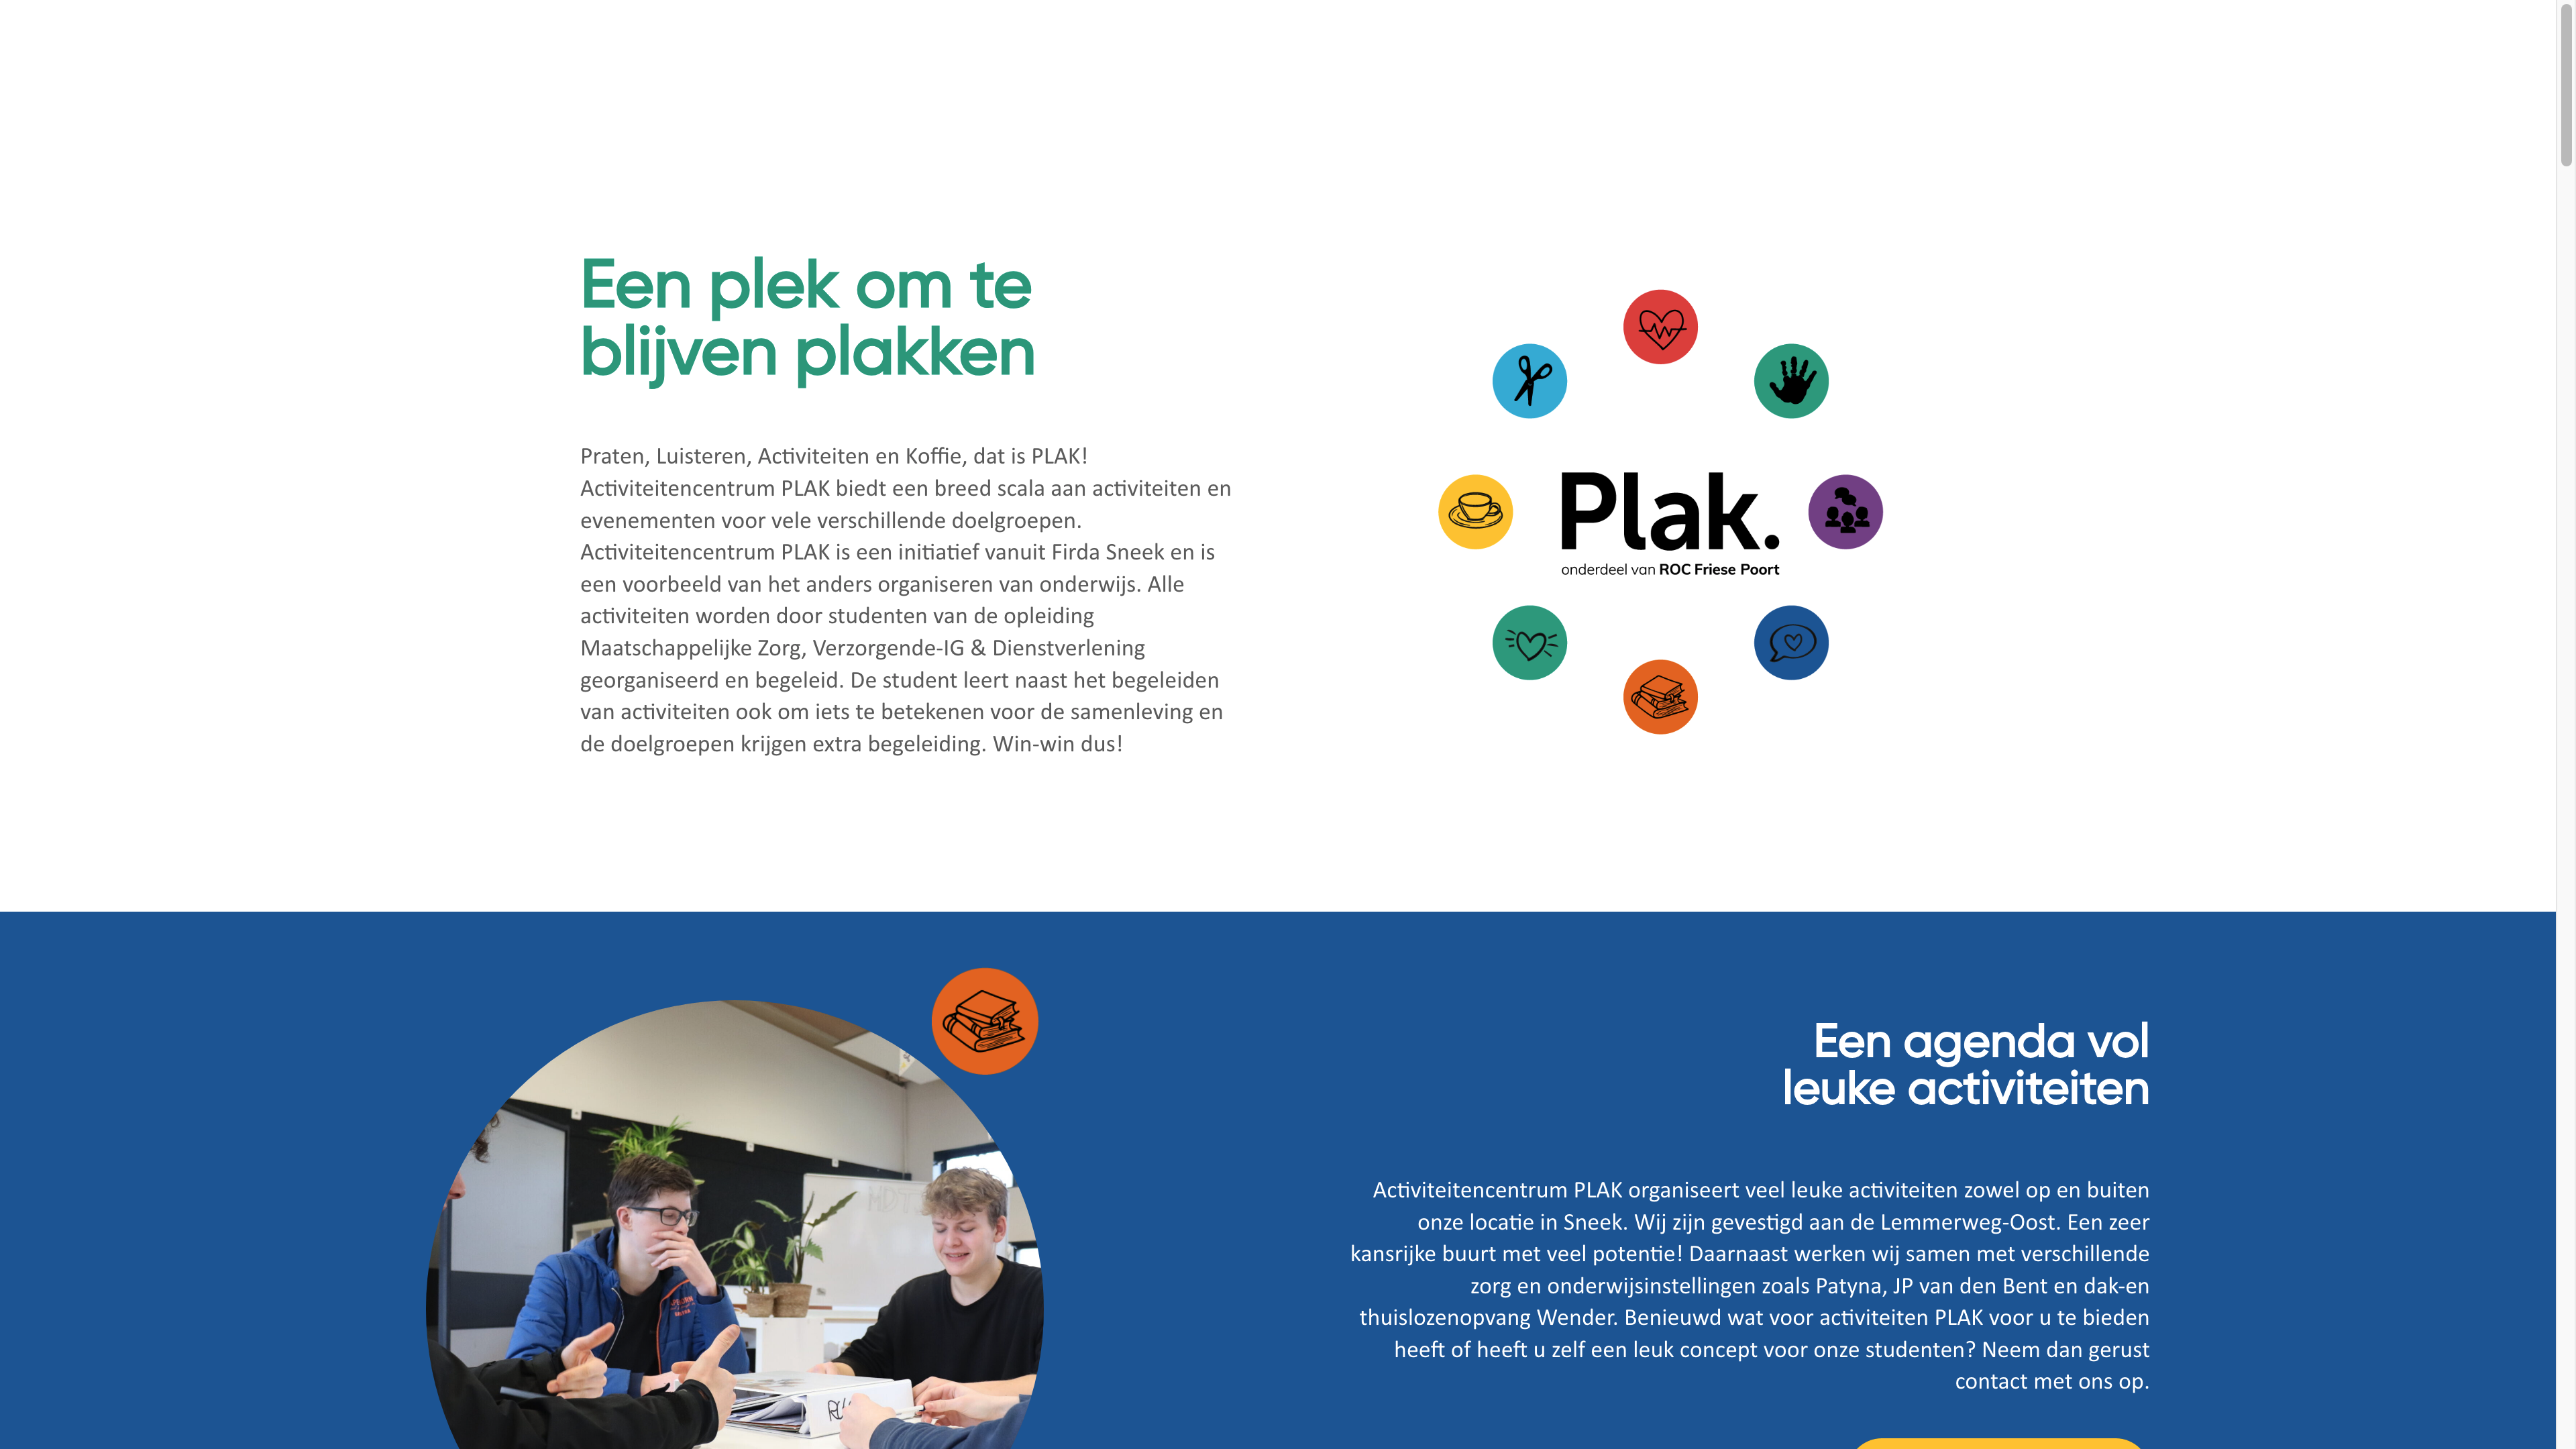 Een plek om te
blijven plakken
Praten, Luisteren, Activiteiten en Koffie, dat is PLAK!
Activiteitencentrum PLAK biedt een breed scala aan activiteiten en
evenementen voor vele verschillende doelgroepen.
Activiteitencentrum PLAK is een initiatief vanuit Firda Sneek en is
een voorbeeld van het anders organiseren van onderwijs. Alle
activiteiten worden door studenten van de opleiding
Maatschappelijke Zorg, Verzorgende-IG & Dienstverlening
georganiseerd en begeleid. De student leert naast het begeleiden
van activiteiten ook om iets te betekenen voor de samenleving en
de doelgroepen krijgen extra begeleiding. Win-win dus!
Plak.
onderdeel van ROC Friese Poort
Een agenda vol
leuke activiteiten
Activiteitencentrum PLAK organiseert veel leuke activiteiten zowel op en buiten
onze locatie in Sneek. Wij zijn gevestigd aan de Lemmerweg-Oost. Een zeer
kansrijke buurt met veel potentie! Daarnaast werken wij samen met verschillende
zorg en onderwijsinstellingen zoals Patyna, JP van den Bent en dak-en
thuislozenopvang Wender. Benieuwd wat voor activiteiten PLAK voor u te bieden
heeft of heeft u zelf een leuk concept voor onze studenten? Neem dan gerust
contact met ons op.